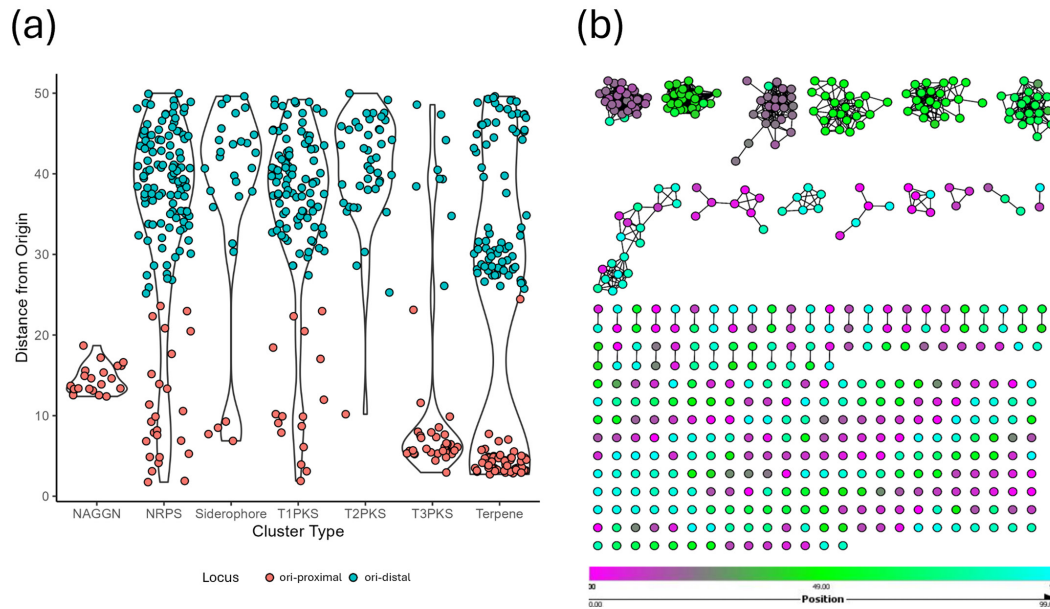 (a)
(b)
Distance from Origin
50
40
30
20
10
0
NAGGN NRPS Siderophore T1PKS T2PKS T3PKS Terpene
Cluster Type
Locus ori-proximal ori-distal
49.00
Position
0.00